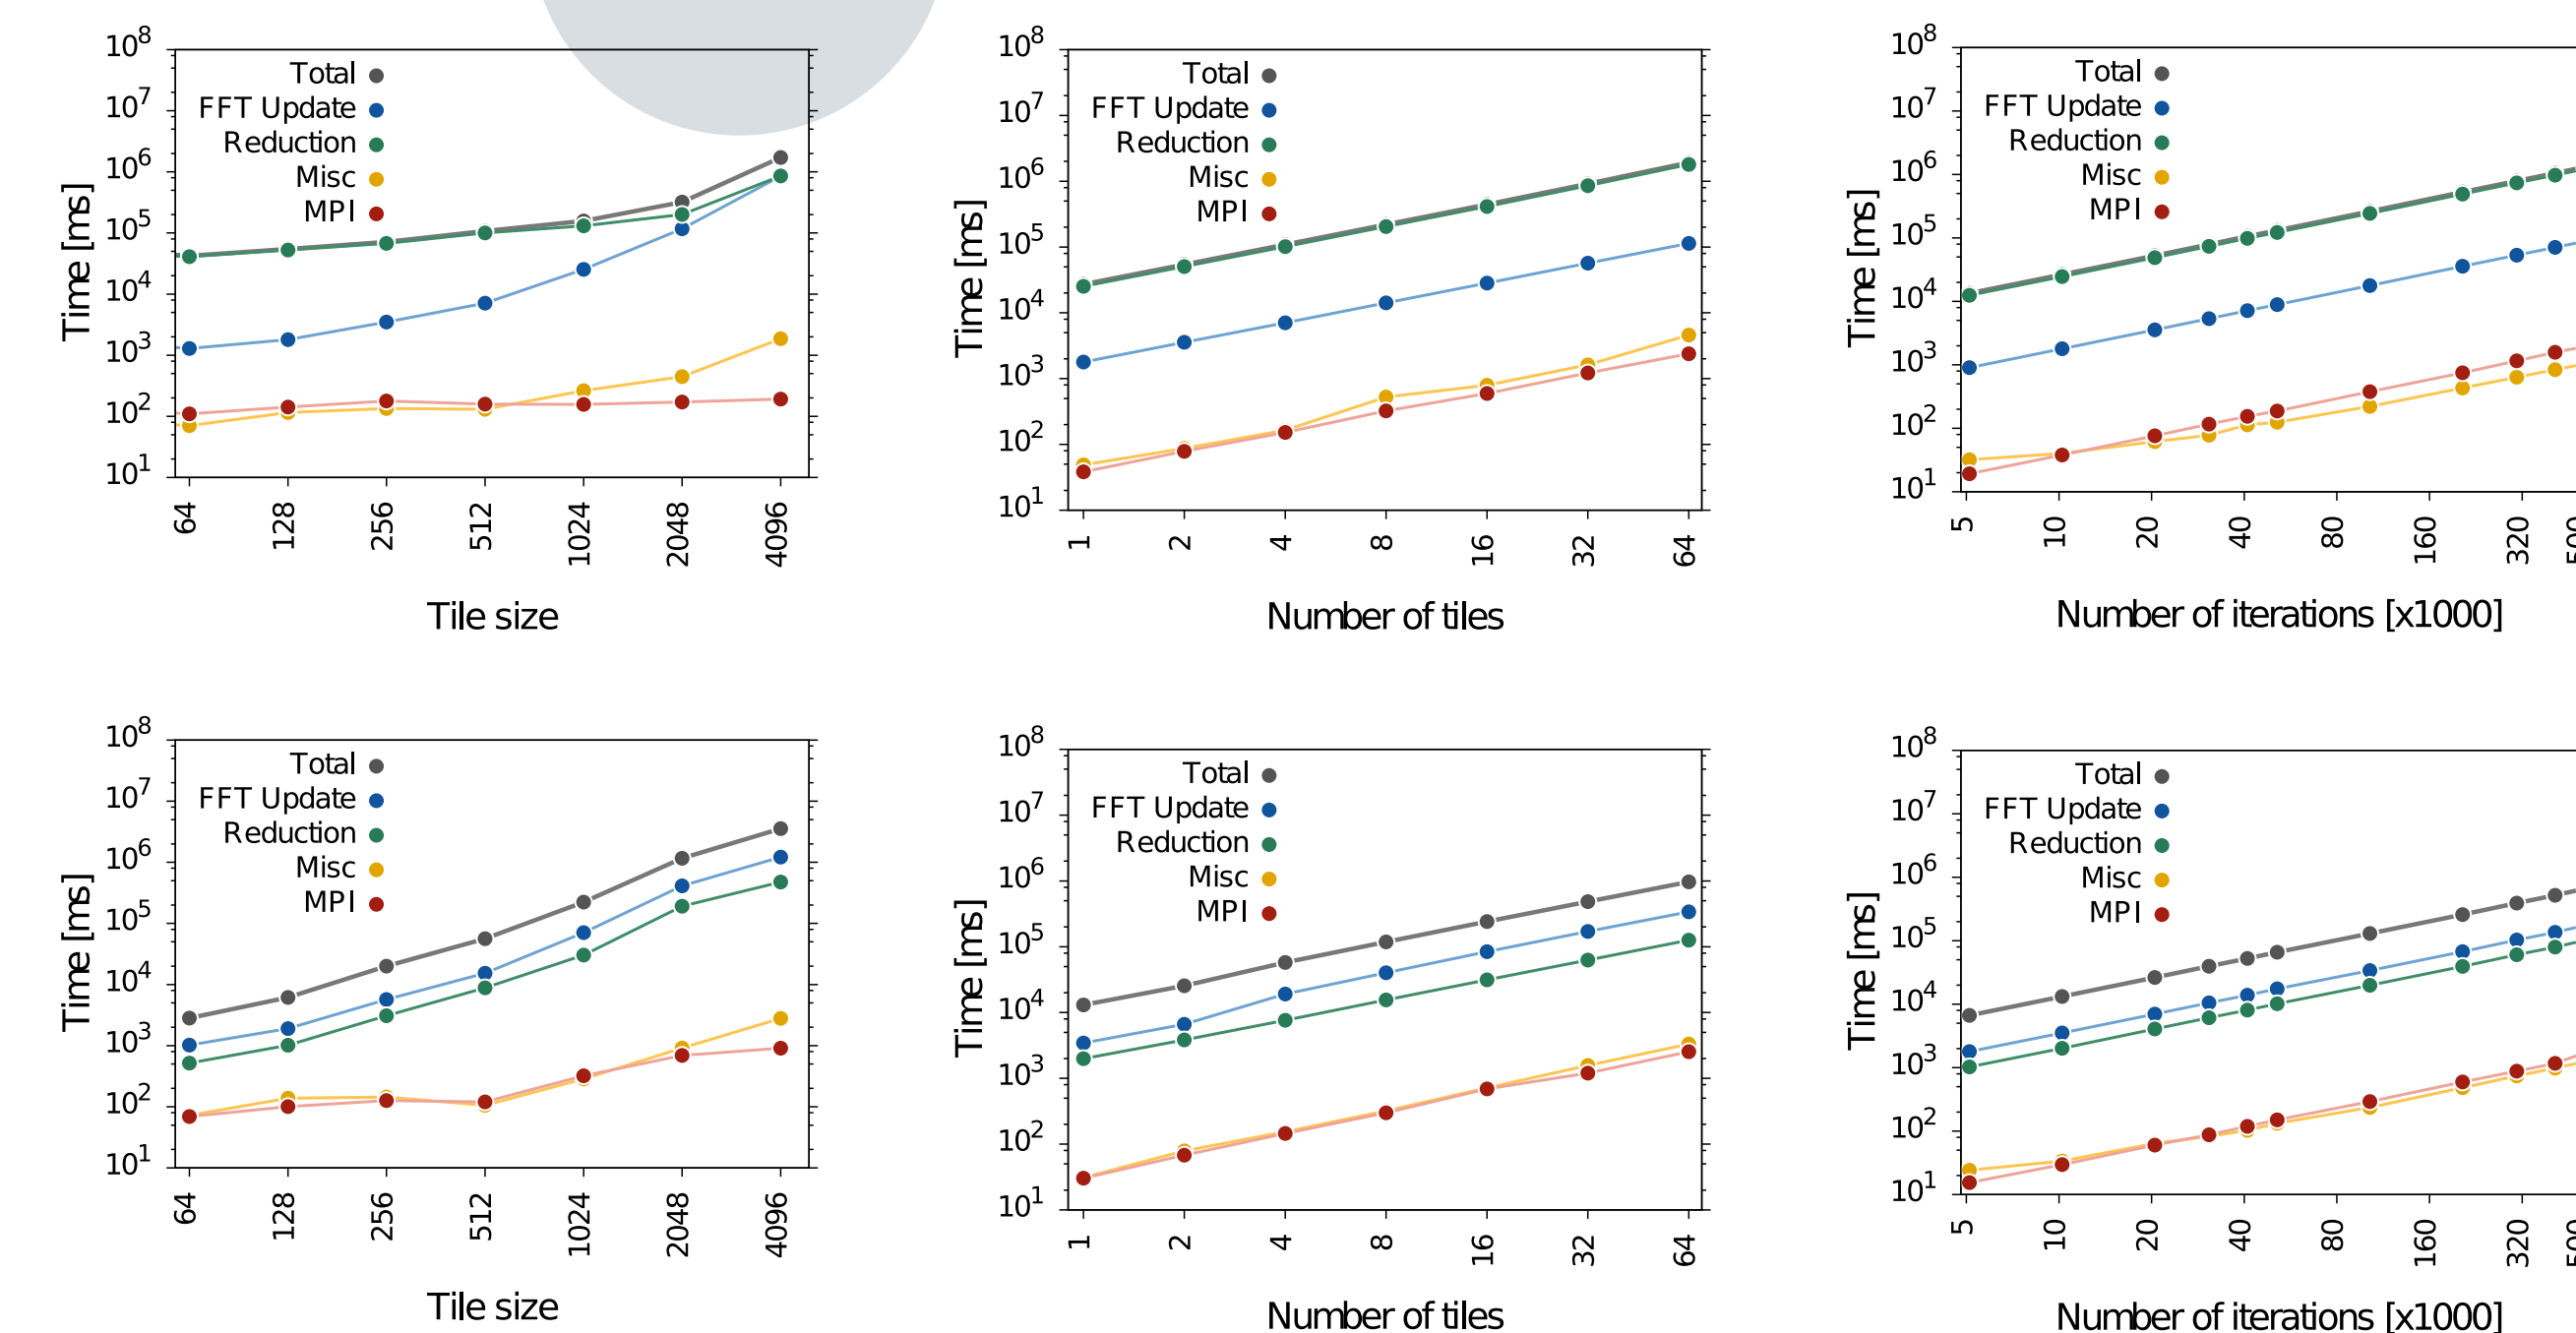 10^8
10^7
10^6
10^5
10^4
10^3
10^2
10^1
Time [ms]
Total
FFT Update
Reduction
Misc
MPI
64 128 256 512 1024 2048 4096
Tile size
10^8
10^7
10^6
10^5
10^4
10^3
10^2
10^1
Time [ms]
Total
FFT Update
Reduction
Misc
MPI
1 2 4 8 16 32 64
Number of tiles
10^8
10^7
10^6
10^5
10^4
10^3
10^2
10^1
Time [ms]
Total
FFT Update
Reduction
Misc
MPI
5 10 20 40 80 160 320
Number of iterations [x1000]
10^8
10^7
10^6
10^5
10^4
10^3
10^2
10^1
Time [ms]
Total
FFT Update
Reduction
Misc
MPI
64 128 256 512 1024 2048 4096
Tile size
10^8
10^7
10^6
10^5
10^4
10^3
10^2
10^1
Time [ms]
Total
FFT Update
Reduction
Misc
MPI
1 2 4 8 16 32 64
Number of tiles
10^8
10^7
10^6
10^5
10^4
10^3
10^2
10^1
Time [ms]
Total
FFT Update
Reduction
Misc
MPI
5 10 20 40 80 160 320
Number of iterations [x1000]